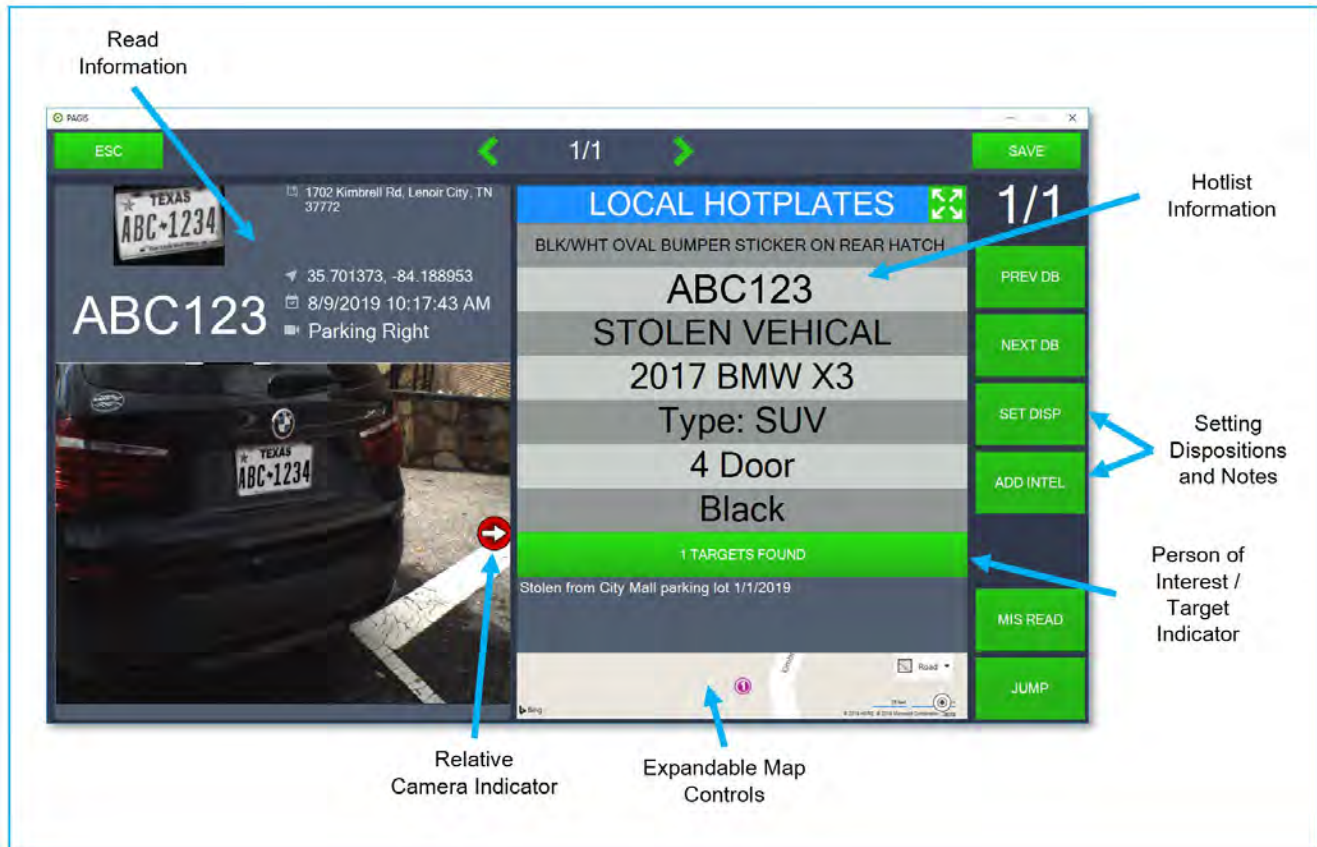 Read
Information
PAGIS
ESC
1/1
SAVE
TEXAS
ABC★1234
1702 Kimbrell Rd, Lenoir City, TN
37772
35.701373, -84.188953
8/9/2019 10:17:43 AM
ABC123
Parking Right
TEXAS
ABC★1234
LOCAL HOTPLATES
BLK/WHT OVAL BUMPER STICKER ON REAR HATCH
ABC123
STOLEN VEHICAL
2017 BMW X3
Type: SUV
4 Door
Black
1 TARGETS FOUND
Stolen from City Mall parking lot 1/1/2019
1
Road
Bing
1/1
PREV DB
NEXT DB
SET DISP
ADD INTEL
MIS READ
JUMP
Hotlist
Information
Setting
Dispositions
and Notes
Person of
Interest /
Target
Indicator
Relative
Camera Indicator
Expandable Map
Controls